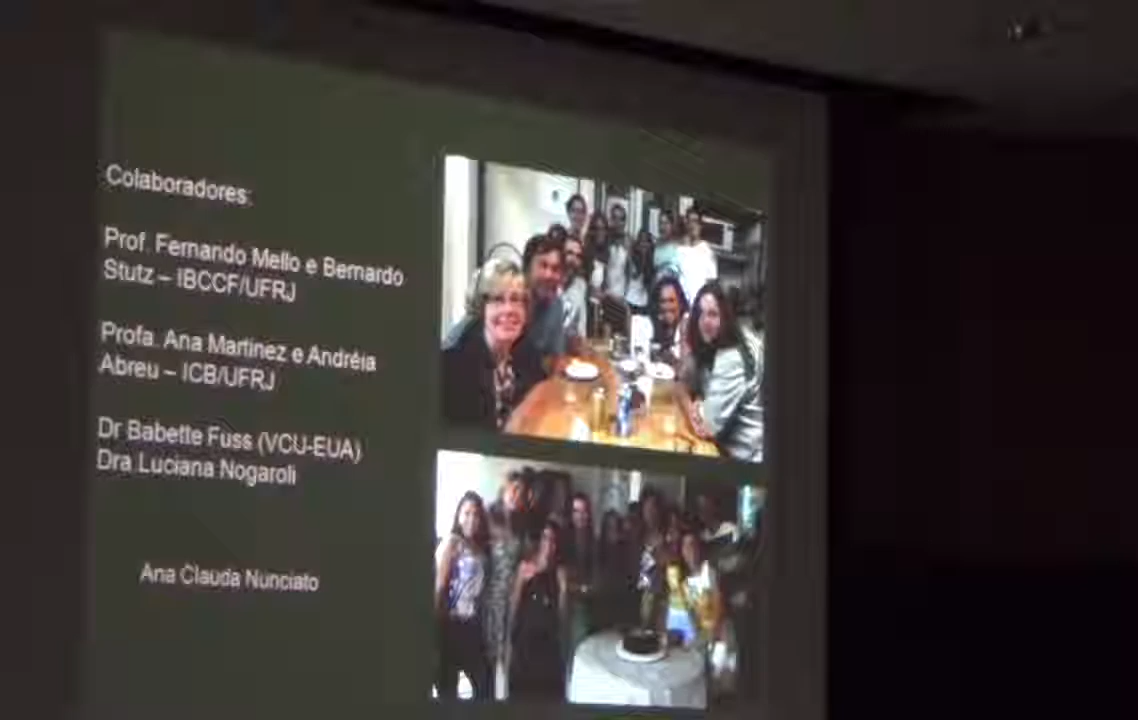 Colaboradores:
Prof. Fernando Mello e Bernardo
Stutz – IBCCF/UFRJ
Profa. Ana Martinez e Andréia
Abreu – ICB/UFRJ
Dr Babette Fuss (VCU-EUA)
Dra Luciana Nogaroli
Ana Clauda Nunciato